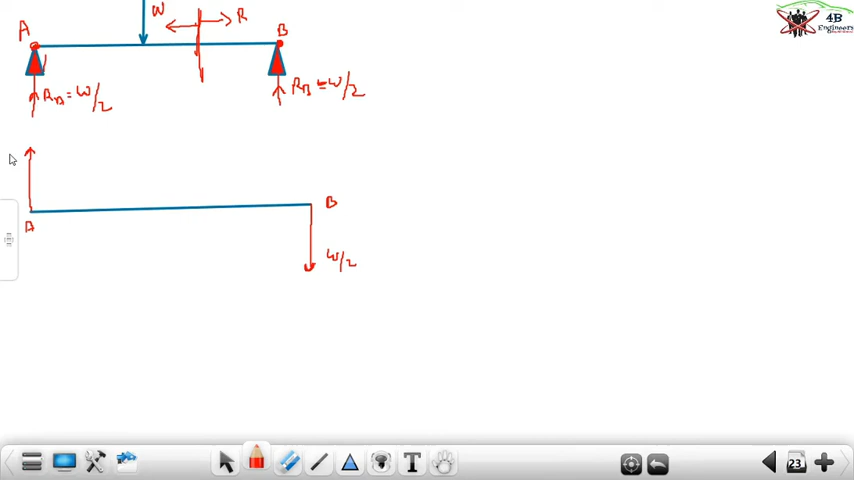 W
R
A
B
RA = W/2
RB = W/2
A
B
W/2
4B
Engineers
23
T